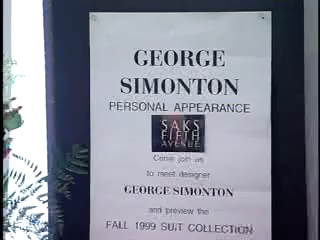 GEORGE
SIMONTON
PERSONAL APPEARANCE
SAKS
FIFTH
AVENUE
Come join us
to meet designer
GEORGE SIMONTON
and preview the
FALL 1999 SUIT COLLECTION